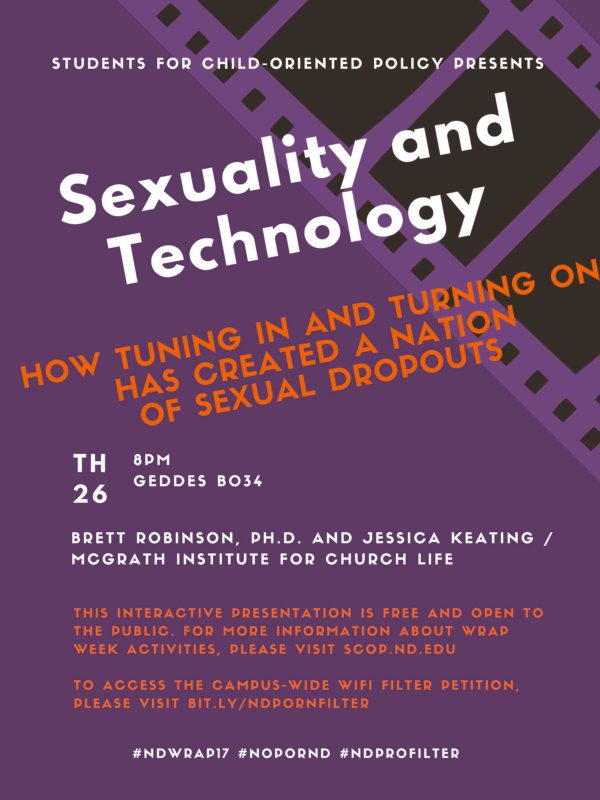 STUDENTS FOR CHILD-ORIENTED POLICY PRESENTS
Sexuality and
Technology
HOW TUNING IN AND TURNING ON
HAS CREATED A NATION
OF SEXUAL DROPOUTS
TH
26
8PM
GEDDES BO34
BRETT ROBINSON, PH.D. AND JESSICA KEATING /
MCGRATH INSTITUTE FOR CHURCH LIFE
THIS INTERACTIVE PRESENTATION IS FREE AND OPEN TO
THE PUBLIC. FOR MORE INFORMATION ABOUT WRAP
WEEK ACTIVITIES, PLEASE VISIT SCOP.ND.EDU
TO ACCESS THE CAMPUS-WIDE WIFI FILTER PETITION,
PLEASE VISIT BIT.LY/NDPORNFILTER
#NDWRAP17 #NOPORND #NDPROFILTER